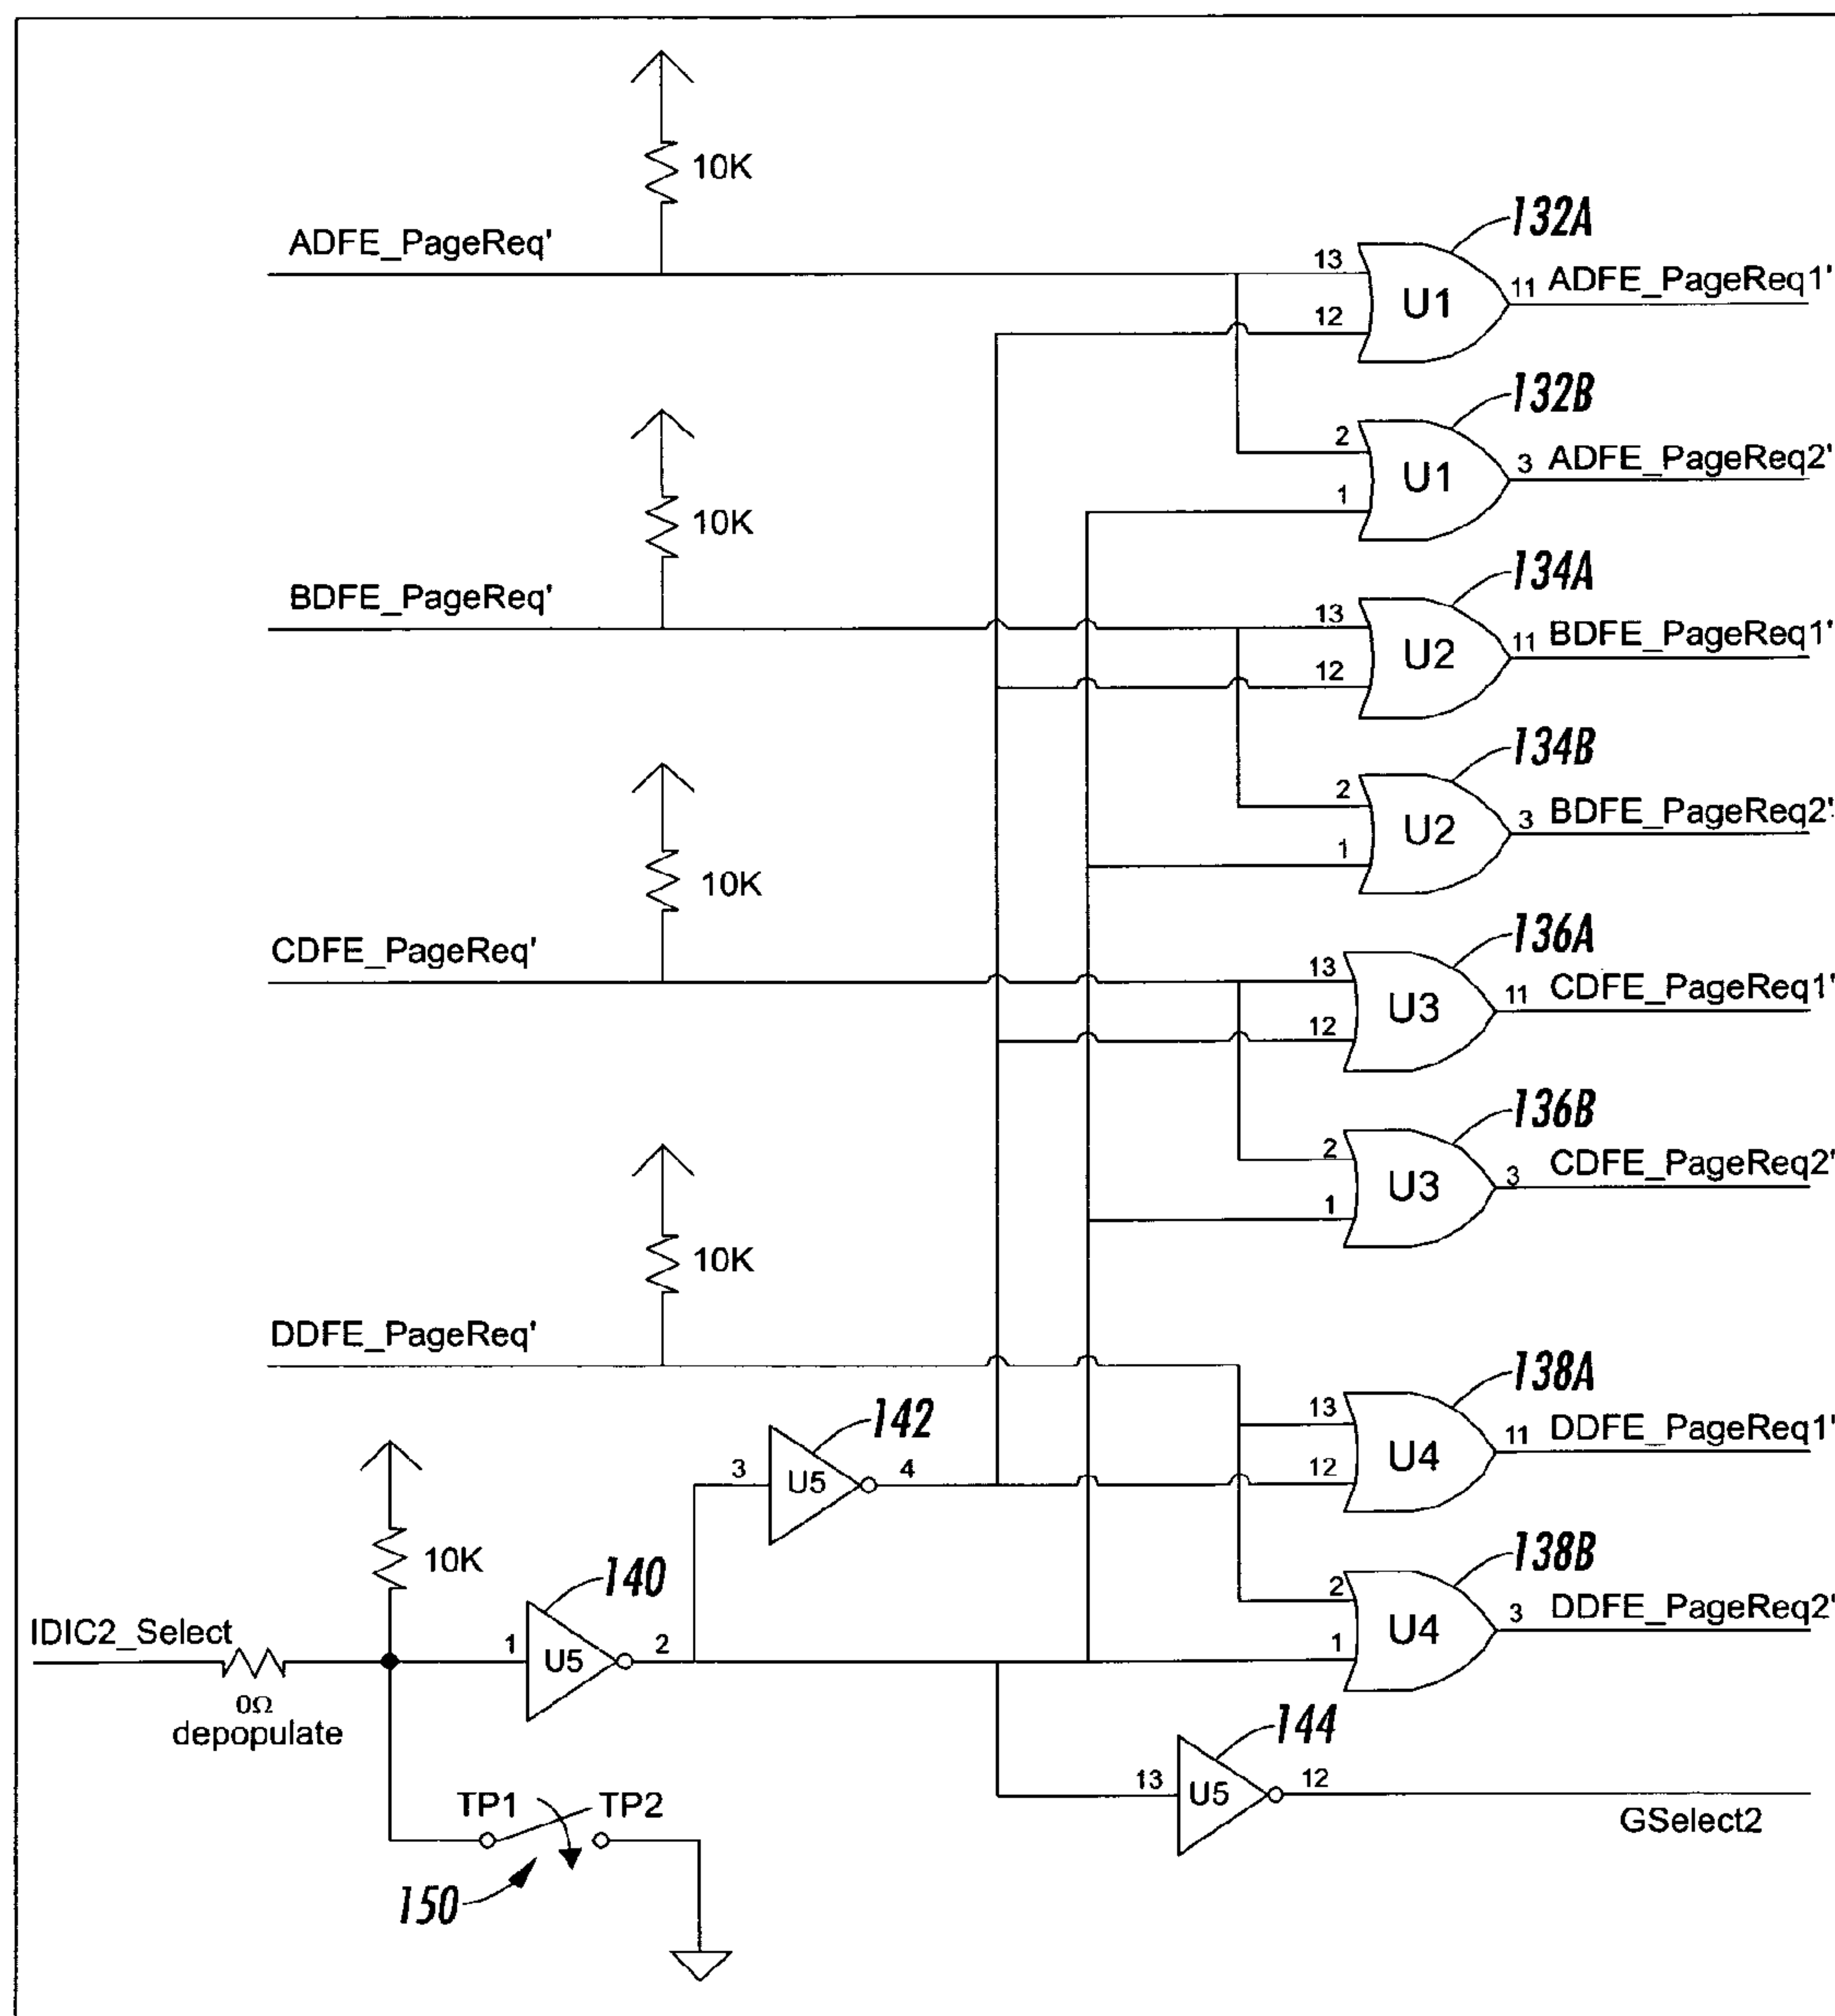 10K
132A
ADFE_PageReq'
13
U1
11
ADFE_PageReq1'
12
132B
2
U1
3
ADFE_PageReq2'
1
10K
134A
BDFE_PageReq'
13
U2
11
BDFE_PageReq1'
12
134B
2
U2
3
BDFE_PageReq2'
1
10K
136A
CDFE_PageReq'
13
U3
11
CDFE_PageReq1'
12
136B
2
U3
3
CDFE_PageReq2'
1
10K
DDFE_PageReq'
138A
13
U4
11
DDFE_PageReq1'
12
142
3
U5
4
138B
2
U4
3
DDFE_PageReq2'
1
10K
140
IDIC2_Select
1
U5
2
0Ω
depopulate
144
13
U5
12
GSelect2
TP1
TP2
150